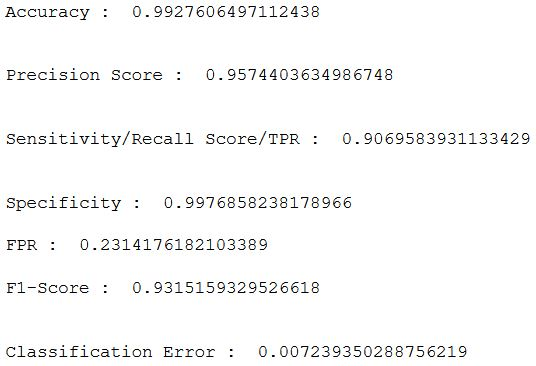 Accuracy :  0.9927606497112438
Precision Score :  0.9574403634986748
Sensitivity/Recall Score/TPR :  0.9069583931133429
Specificity :  0.9976858238178966
FPR :  0.2314176182103389
F1-Score :  0.9315159329526618
Classification Error :  0.007239350288756219